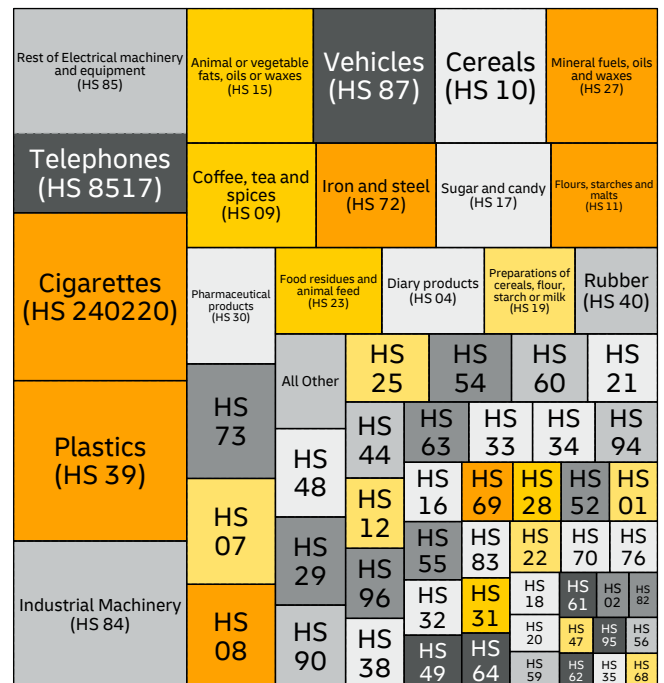 Rest of Electrical machinery
and equipment
(HS 85)
Animal or vegetable
fats, oils or waxes
(HS 15)
Vehicles
(HS 87)
Cereals
(HS 10)
Mineral fuels, oils
and waxes
(HS 27)
Telephones
(HS 8517)
Coffee, tea and
spices
(HS 09)
Iron and steel
(HS 72)
Sugar and candy
(HS 17)
Flours, starches and
malts
(HS 11)
Cigarettes
(HS 240220)
Pharmaceutical
products
(HS 30)
Food residues and
animal feed
(HS 23)
Diary products
(HS 04)
Preparations of
cereals, flour,
starch or milk
(HS 19)
Rubber
(HS 40)
Plastics
(HS 39)
Industrial Machinery
(HS 84)
HS
73
HS
07
HS
08
All Other
HS
48
HS
29
HS
90
HS
25
HS
54
HS
60
HS
21
HS
44
HS
63
HS
33
HS
34
HS
94
HS
12
HS
16
HS
69
HS
28
HS
52
HS
01
HS
96
HS
55
HS
83
HS
22
HS
70
HS
76
HS
38
HS
32
HS
31
HS
18
HS
61
HS
02
HS
82
HS
49
HS
64
HS
20
HS
47
HS
95
HS
56
HS
59
HS
62
HS
35
HS
68